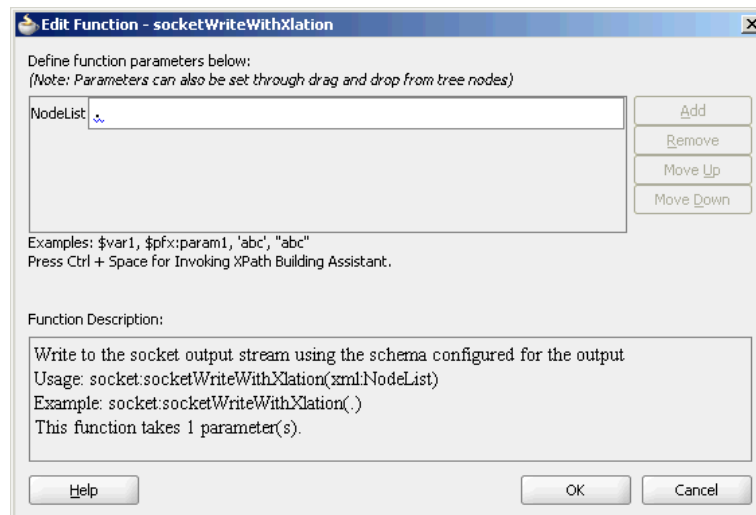 Edit Function - socketWriteWithXlation
Define function parameters below:
(Note: Parameters can also be set through drag and drop from tree nodes)
NodeList .
Add
Remove
Move Up
Move Down
Examples: $var1, $pfx:param1, 'abc', "abc"
Press Ctrl + Space for Invoking XPath Building Assistant.
Function Description:
Write to the socket output stream using the schema configured for the output
Usage: socket:socketWriteWithXlation(xml:NodeList)
Example: socket:socketWriteWithXlation(.)
This function takes 1 parameter(s).
Help
OK
Cancel